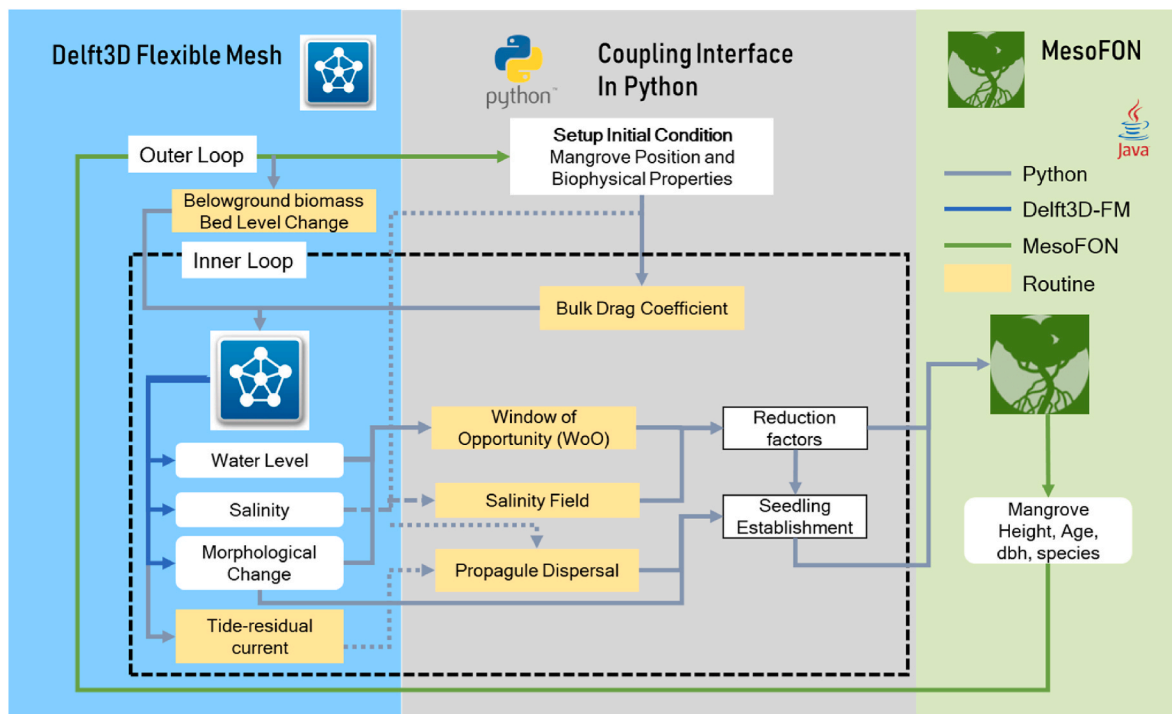 Delft3D Flexible Mesh
python™
Coupling Interface
In Python
MesoFON
Java
Setup Initial Condition
Mangrove Position and
Biophysical Properties
Outer Loop
Python
Delft3D-FM
MesoFON
Routine
Belowground biomass
Bed Level Change
Inner Loop
Bulk Drag Coefficient
Window of
Opportunity (WoO)
Reduction
factors
Water Level
Salinity
Salinity Field
Seedling
Establishment
Mangrove
Height, Age,
dbh, species
Morphological
Change
Propagule Dispersal
Tide-residual
current